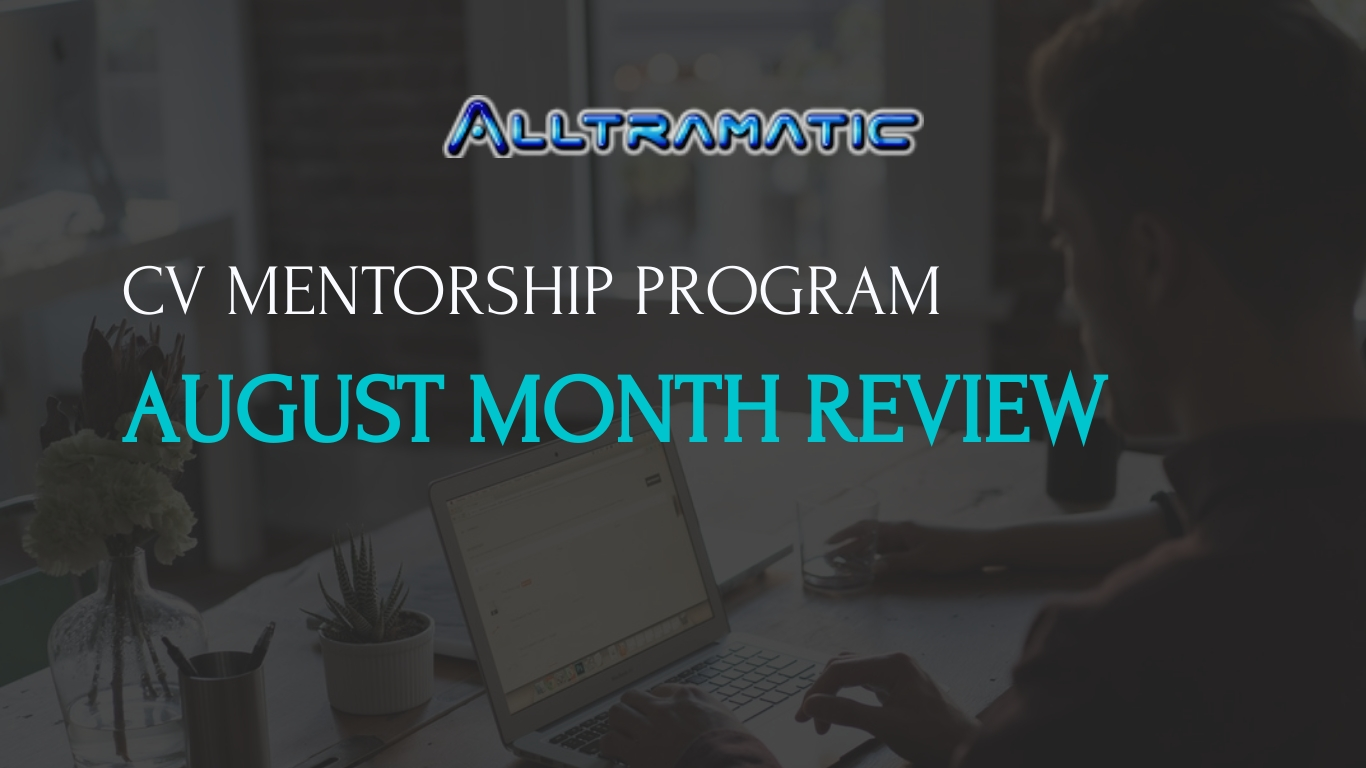 ALLTRAMATIC
CV MENTORSHIP PROGRAM
AUGUST MONTH REVIEW